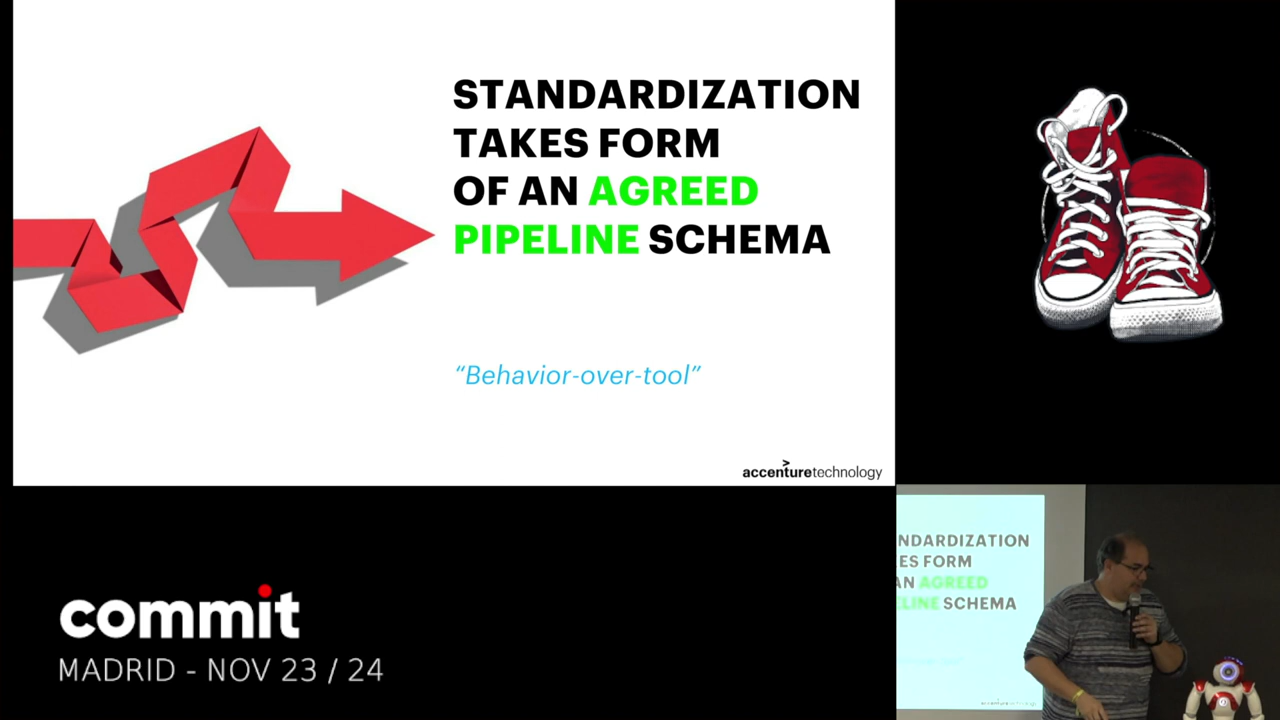 STANDARDIZATION
TAKES FORM
OF AN AGREED
PIPELINE SCHEMA
“Behavior-over-tool”
accenturetechnology
commit
MADRID - NOV 23 / 24
NDARDIZATION
ES FORM
AN AGREED
ELINE SCHEMA